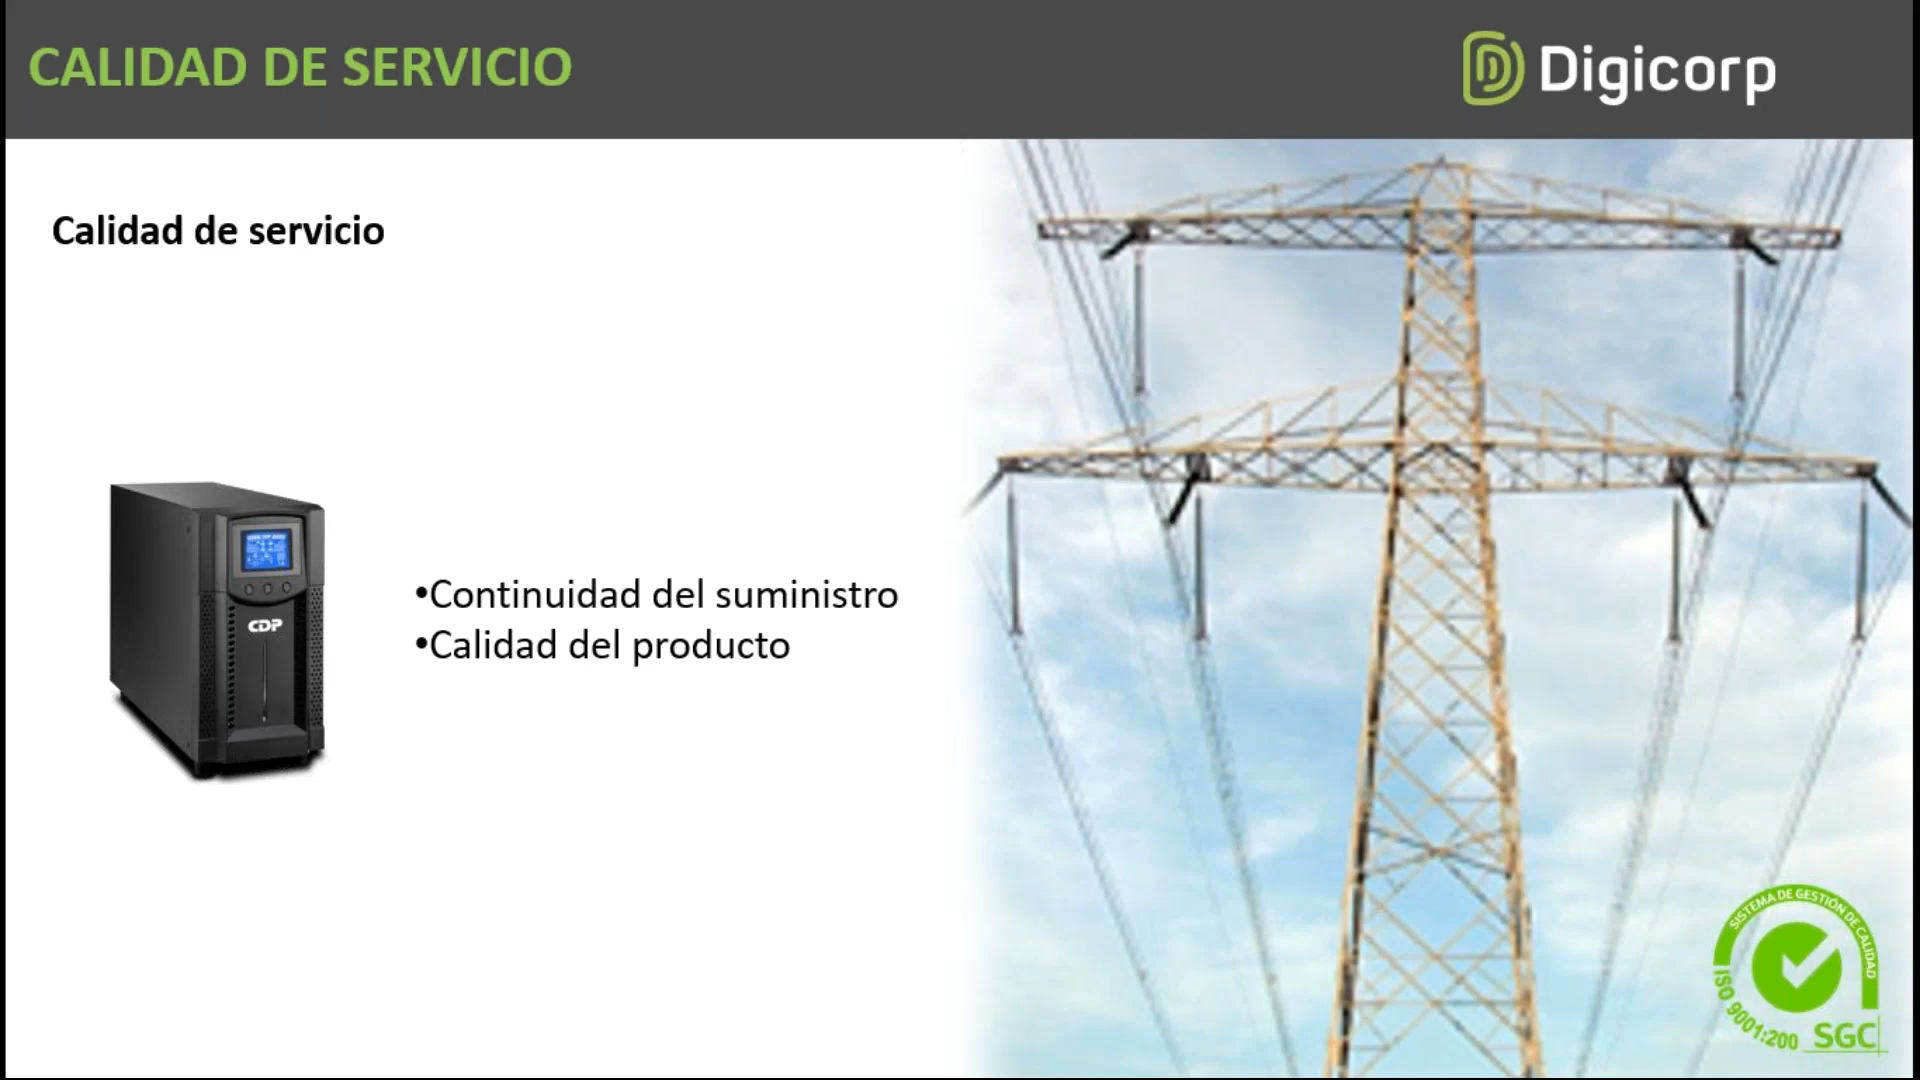 CALIDAD DE SERVICIO
Digicorp
Calidad de servicio
CDP
•Continuidad del suministro
•Calidad del producto
SISTEMA DE GESTIÓN DE CALIDAD
ISO 9001:200
SGC